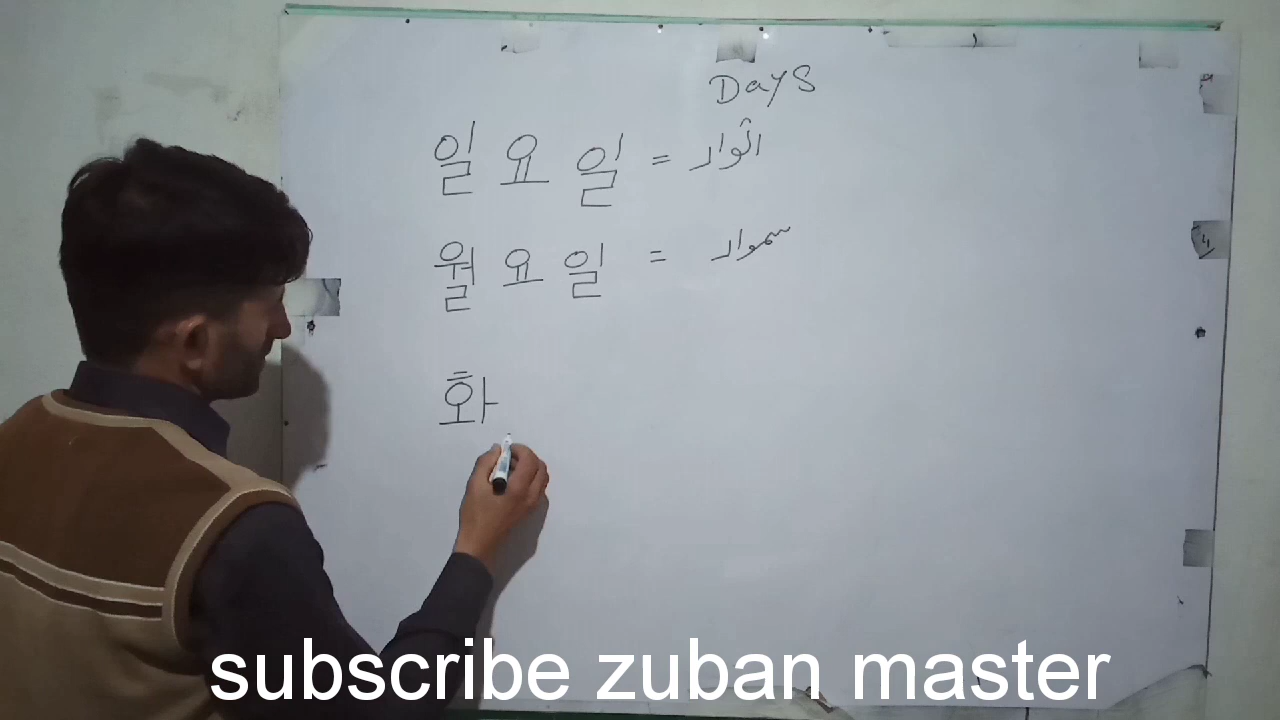 Days
일요일 = اتوار
월요일 = سموار
화
subscribe zuban master